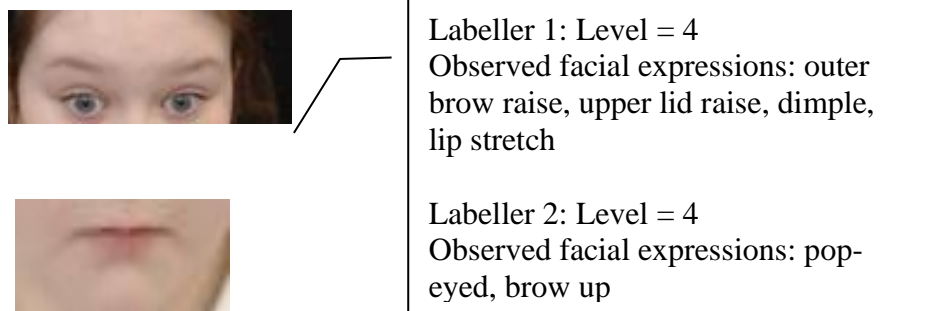 Labeller 1: Level = 4
Observed facial expressions: outer
brow raise, upper lid raise, dimple,
lip stretch
Labeller 2: Level = 4
Observed facial expressions: pop-
eyed, brow up